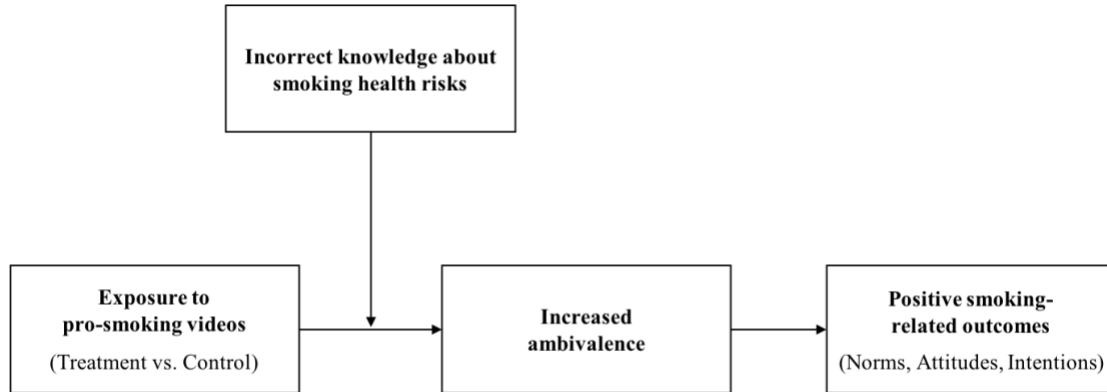 Incorrect knowledge about
smoking health risks
Exposure to
pro-smoking videos
(Treatment vs. Control)
Increased
ambivalence
Positive smoking-
related outcomes
(Norms, Attitudes, Intentions)